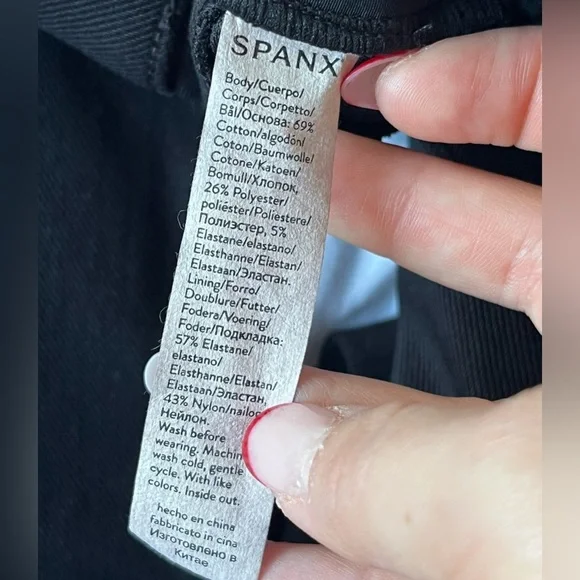 SPANX
Body/Cuerpo/
Corps/Corpetto/
Bål/Основа: 69%
Cotton/algodón/
Coton/Baumwolle/
Cotone/Katoen/
Bomull/Хлопок,
26% Polyester/
poliéster/Poliestere/
Полиэстер, 5%
Elastane/elastano/
Elasthanne/Elastan/
Elastaan/Эластан.
Lining/Forro/
Doublure/Futter/
Fodera/Voering/
Foder/Подкладка:
57% Elastane/
elastano/
Elasthanne/Elastan/
Elastaan/Эластан,
43% Nylon/nailo
Нейлон.
Wash before
wearing. Machin
wash cold, gentle
cycle. With like
colors. Inside out.
hecho en china
fabbricato in cina
Изготовлено в
Китае